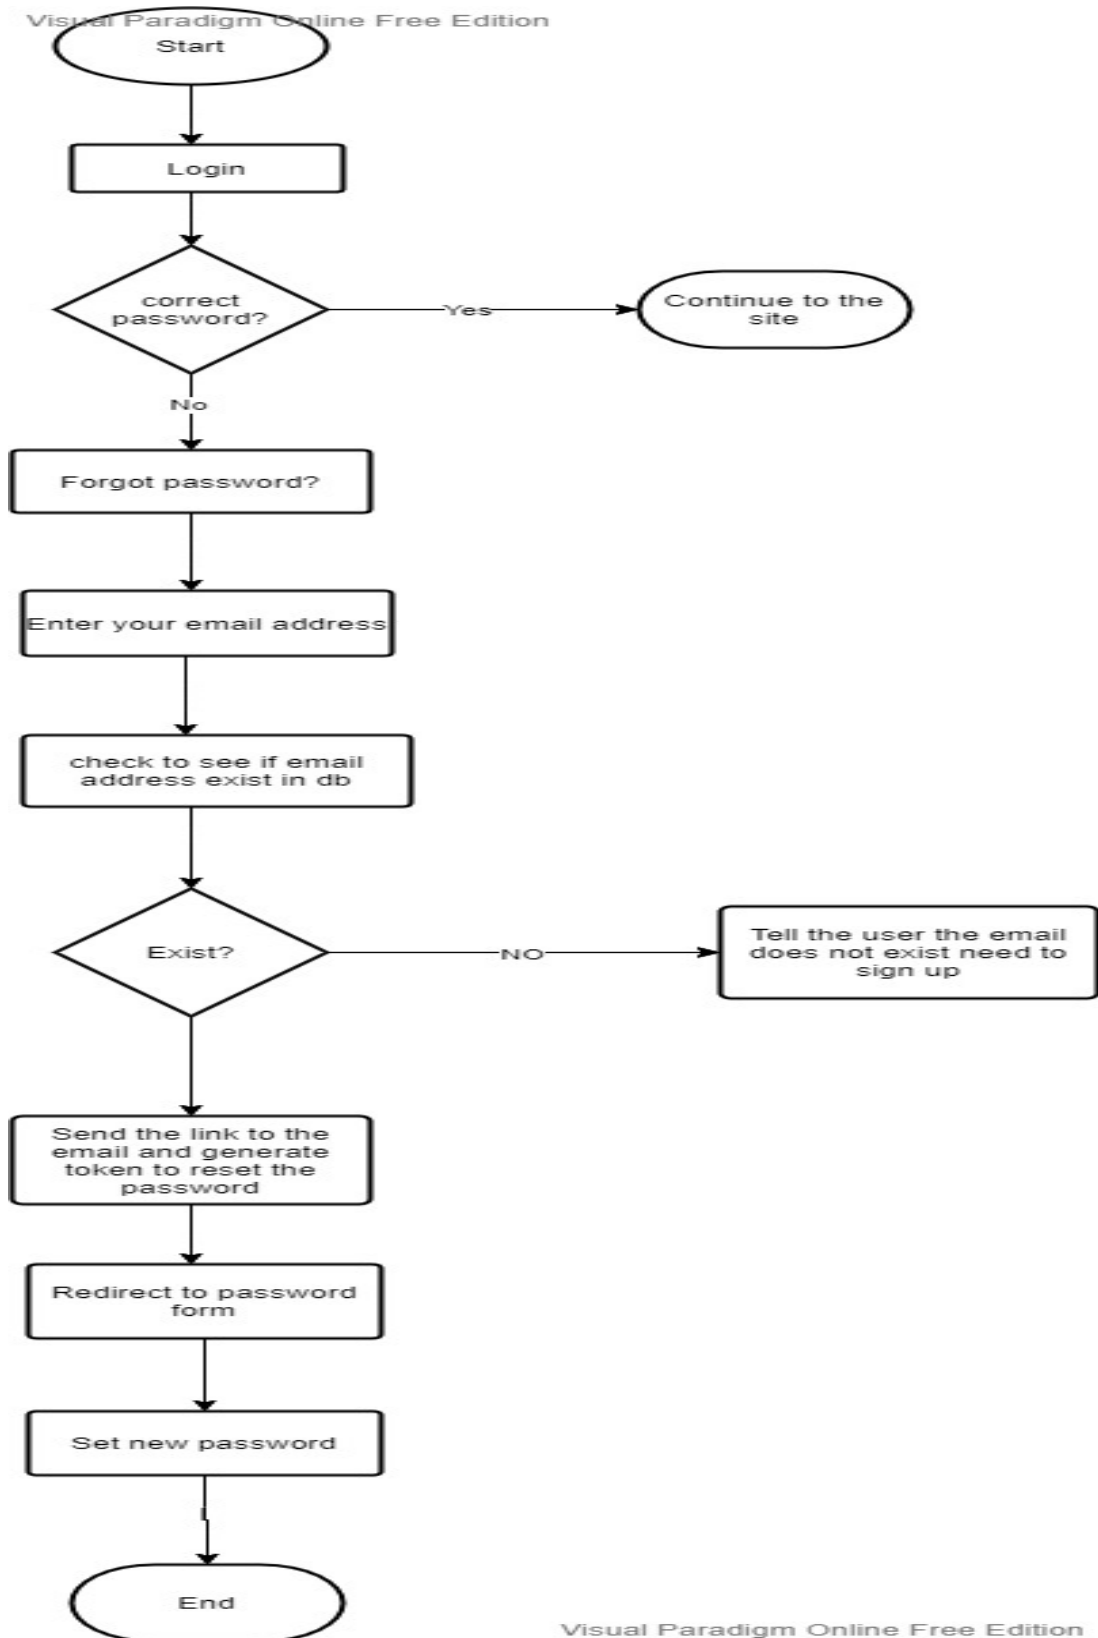 Visual Paradigm Online Free Edition
Start
Login
correct
password?
Yes
Continue to the
site
No
Forgot password?
Enter your email address
check to see if email
address exist in db
Exist?
NO
Tell the user the email
does not exist need to
sign up
Send the link to the
email and generate
token to reset the
password
Redirect to password
form
Set new password
End
Visual Paradigm Online Free Edition